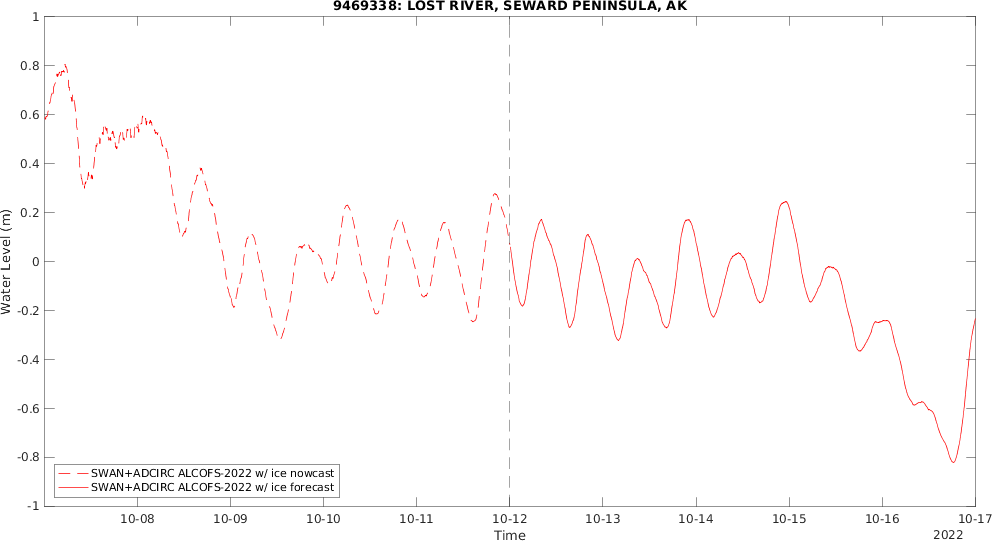 9469338: LOST RIVER, SEWARD PENINSULA, AK
1
0.8
0.6
0.4
0.2
0
-0.2
-0.4
-0.6
-0.8
-1
Water Level (m)
SWAN+ADCIRC ALCOFS-2022 w/ ice nowcast
SWAN+ADCIRC ALCOFS-2022 w/ ice forecast
10-08 10-09 10-10 10-11 10-12 10-13 10-14 10-15 10-16 10-17
Time
2022